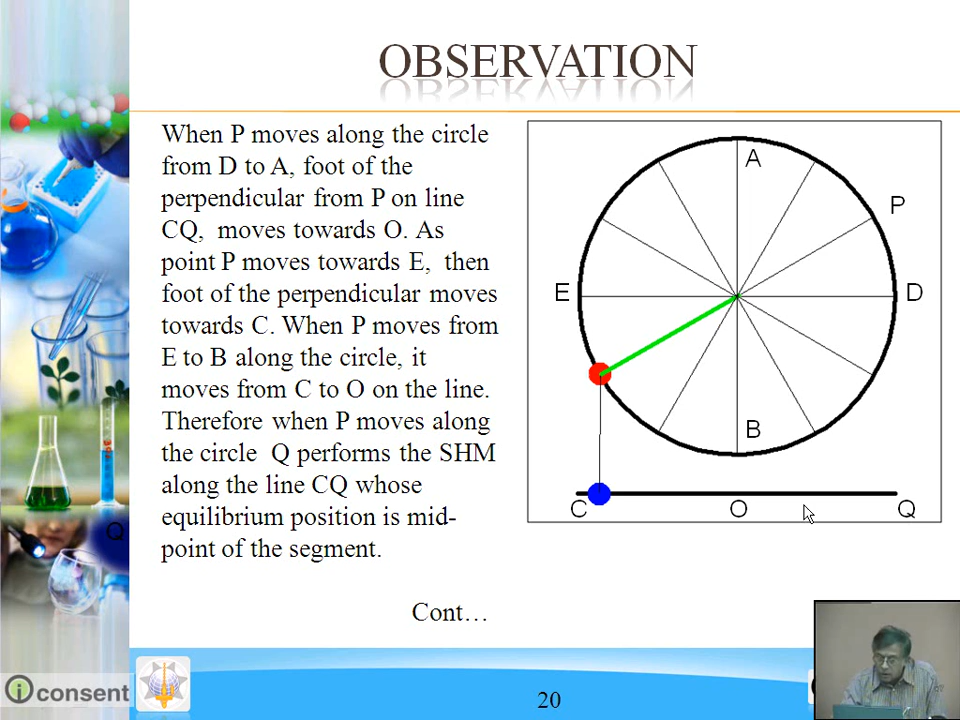 OBSERVATION
When P moves along the circle
from D to A, foot of the
perpendicular from P on line
CQ, moves towards O. As
point P moves towards E, then
foot of the perpendicular moves
towards C. When P moves from
E to B along the circle, it
moves from C to O on the line.
Therefore when P moves along
the circle Q performs the SHM
along the line CQ whose
equilibrium position is mid-
point of the segment.
Cont…
A
P
E
D
B
C
O
Q
Q
i consent
20